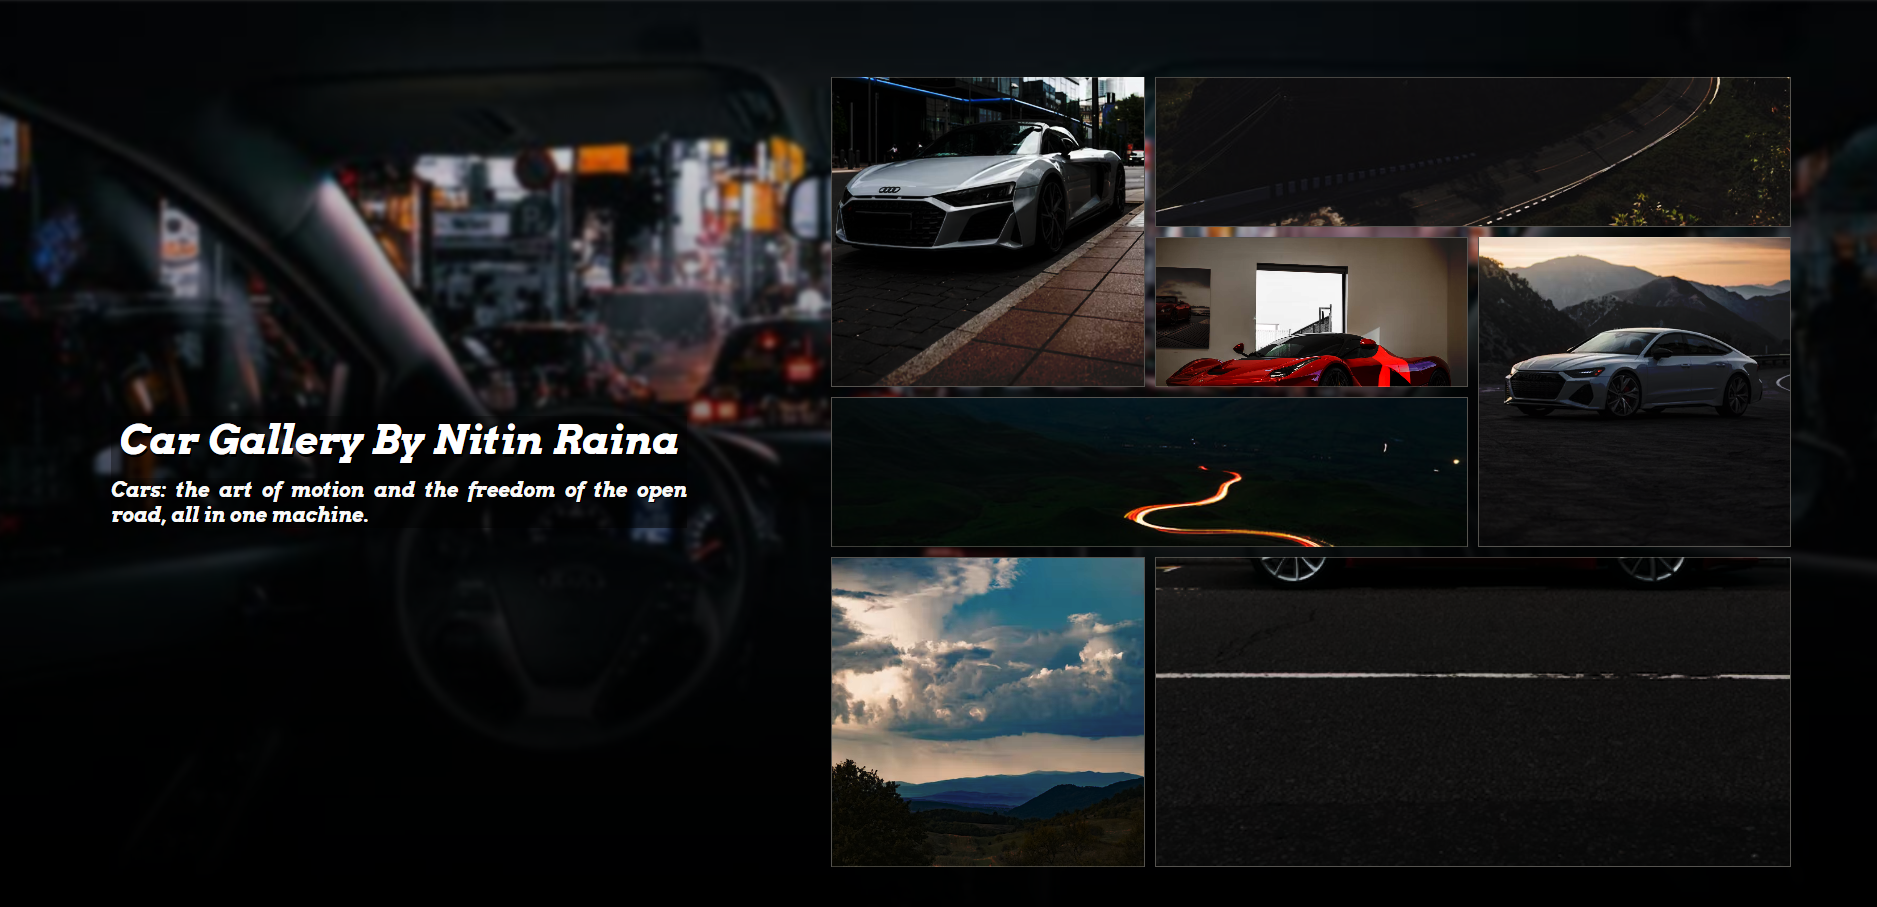 Car Gallery By Nitin Raina
Cars: the art of motion and the freedom of the open
road, all in one machine.